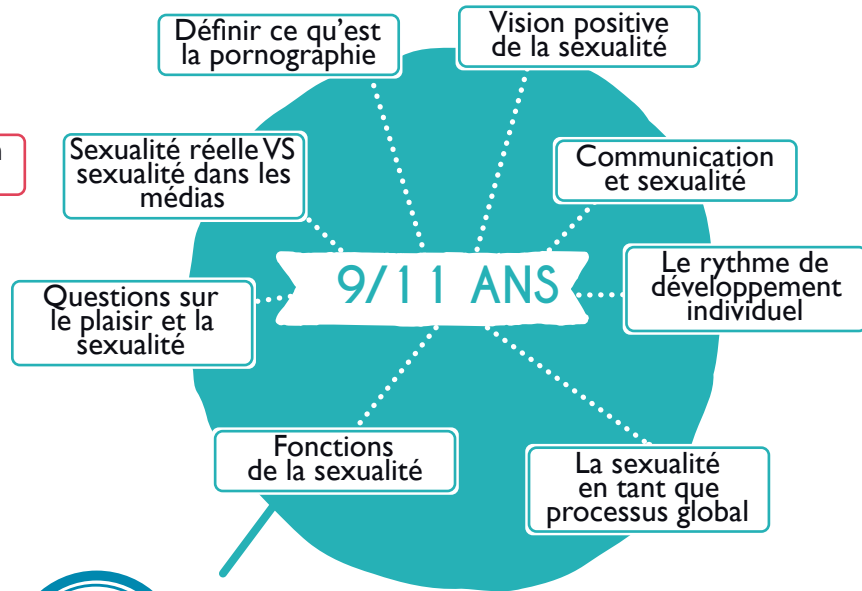 Définir ce qu'est
la pornographie
Vision positive
de la sexualité
Sexualité réelle VS
sexualité dans les
médias
Communication
et sexualité
9/11 ANS
Le rythme de
développement
individuel
Questions sur
le plaisir et la
sexualité
Fonctions
de la sexualité
La sexualité
en tant que
processus global